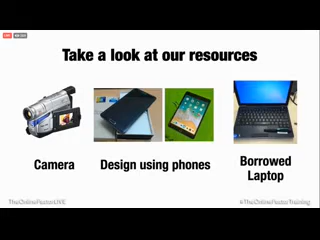 Take a look at our resources
Camera
Design using phones
Borrowed
Laptop
#TheOnlinePastorLIVE
#TheOnlinePastorTraining